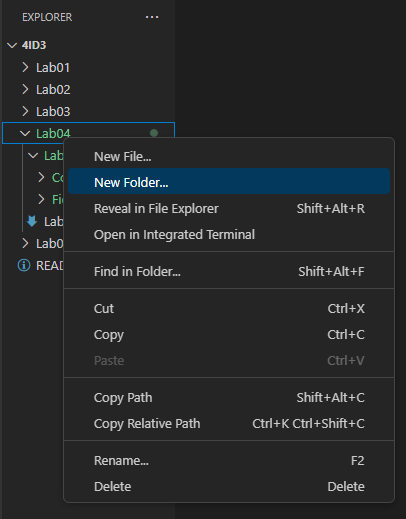 EXPLORER
4ID3
Lab01
Lab02
Lab03
Lab04
Lab
New File...
New Folder...
Reveal in File Explorer Shift+Alt+R
Lab
Open in Integrated Terminal
Lab0
READ
Find in Folder... Shift+Alt+F
Cut Ctrl+X
Copy Ctrl+C
Paste Ctrl+V
Copy Path Shift+Alt+C
Copy Relative Path Ctrl+K Ctrl+Shift+C
Rename... F2
Delete Delete